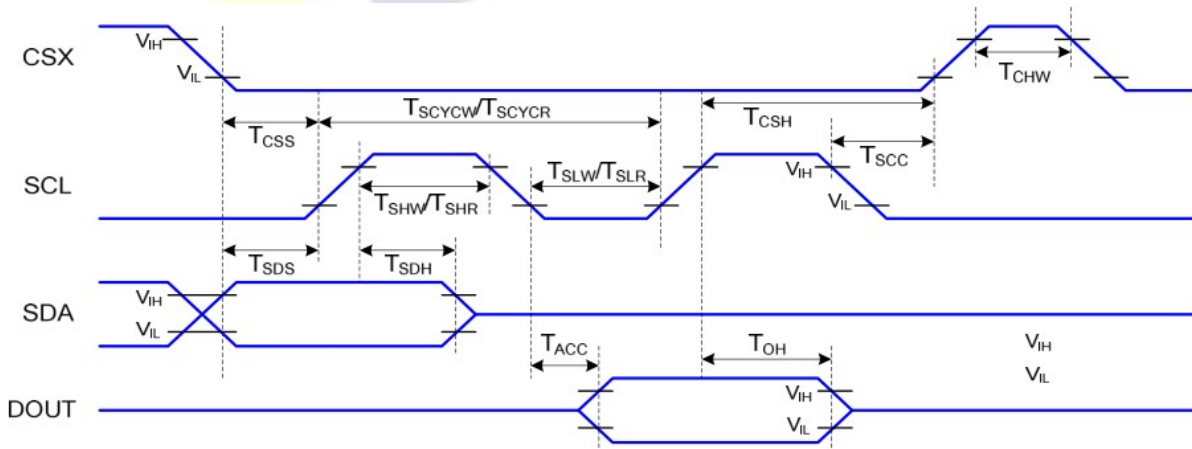 CSX
VIH
VIL
TCHW
TSCYCW/TSCYCR
TCSS
TCSH
TSCC
SCL
TSLW/TSLR
TSHW/TSHR
VIH
VIL
TSDS
TSDH
SDA
VIH
VIL
TACC
TOH
VIH
VIL
DOUT
VIH
VIL